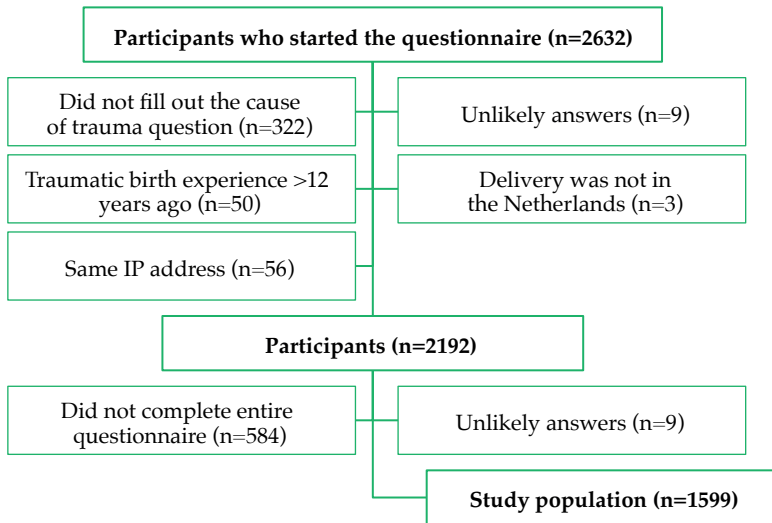 Participants who started the questionnaire (n=2632)
Did not fill out the cause
of trauma question (n=322)
Unlikely answers (n=9)
Traumatic birth experience >12
years ago (n=50)
Delivery was not in
the Netherlands (n=3)
Same IP address (n=56)
Participants (n=2192)
Did not complete entire
questionnaire (n=584)
Unlikely answers (n=9)
Study population (n=1599)